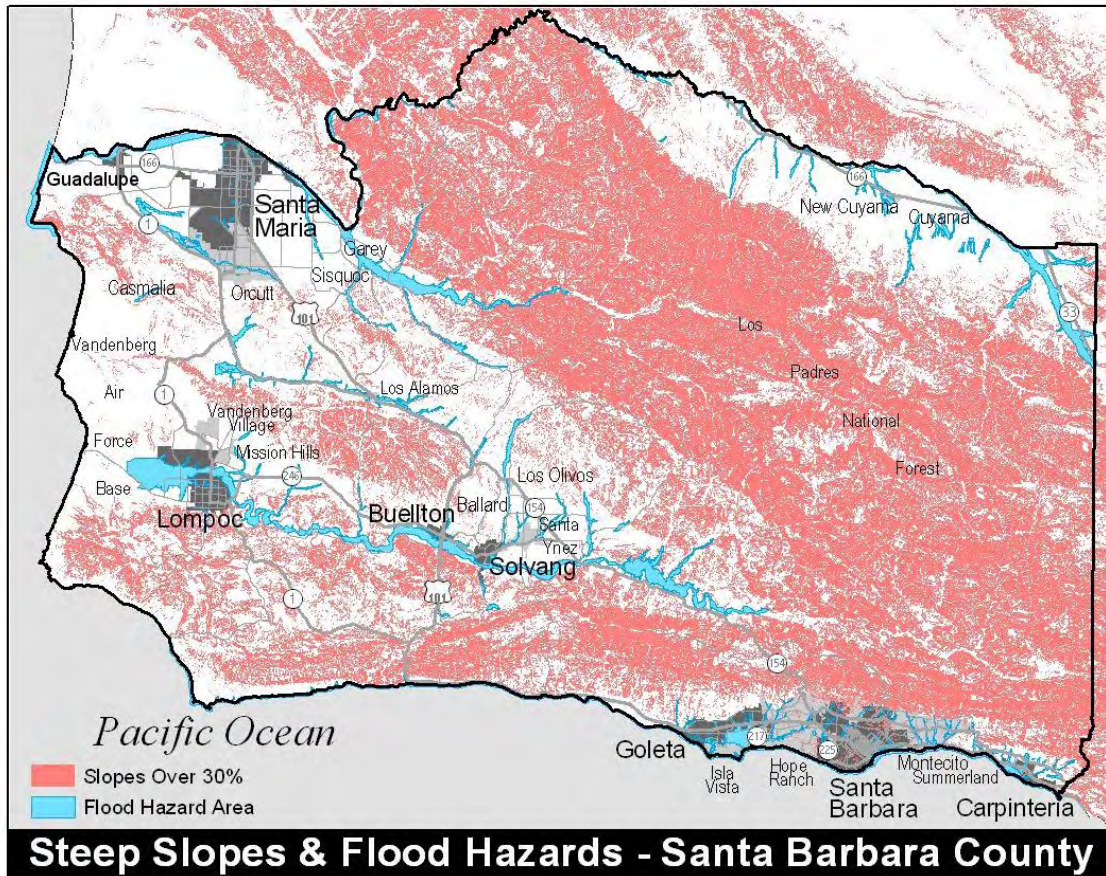 166
Guadalupe
Santa
Maria
1
Garey
Sisquoc
Casmalia
Orcutt
101
166
New Cuyama
Cuyama
33
Los
Padres
National
Forest
Vandenberg
Air
Force
Base
1
Los Alamos
Vandenberg
Village
Mission Hills
246
Lompoc
Los Olivos
Ballard
154
Santa
Ynez
Buellton
Solvang
101
1
154
Pacific Ocean
Goleta
217
225
Isla
Vista
Hope
Ranch
Santa
Barbara
Montecito
Summerland
Carpinteria
Slopes Over 30%
Flood Hazard Area
Steep Slopes & Flood Hazards - Santa Barbara County